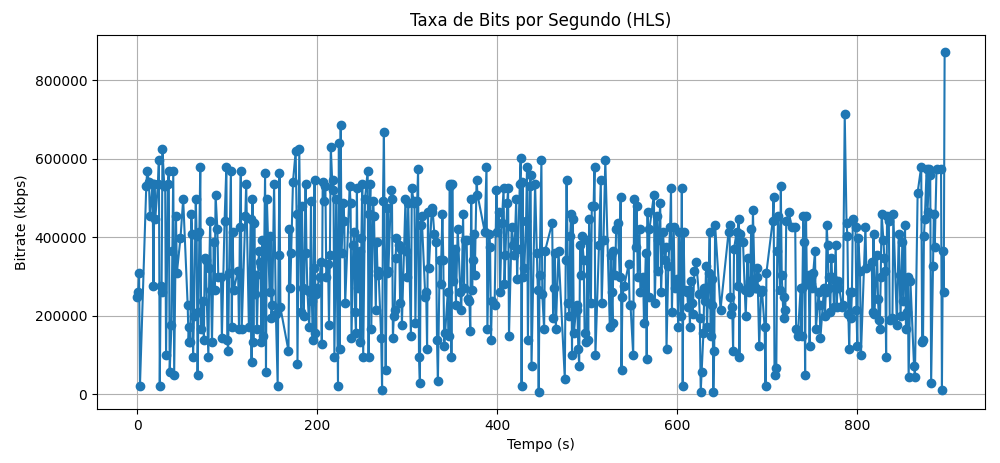 Taxa de Bits por Segundo (HLS)
Bitrate (kbps)
800000
600000
400000
200000
0
0 200 400 600 800
Tempo (s)